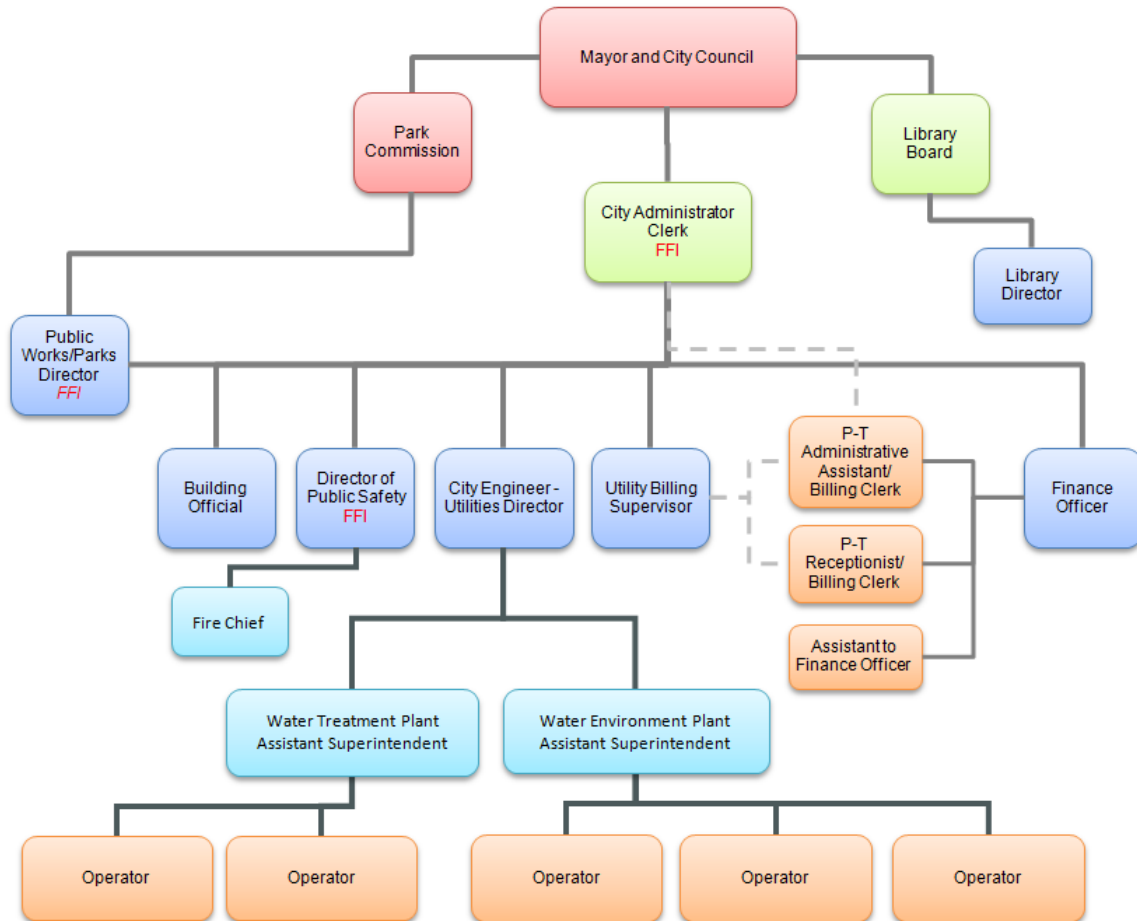 Mayor and City Council
Park
Commission
Library
Board
City Administrator
Clerk
FFI
Library
Director
Public
Works/Parks
Director
FFI
Building
Official
Director of
Public Safety
FFI
City Engineer -
Utilities Director
Utility Billing
Supervisor
P-T
Administrative
Assistant/
Billing Clerk
Finance
Officer
P-T
Receptionist/
Billing Clerk
Fire Chief
Assistant to
Finance Officer
Water Treatment Plant
Assistant Superintendent
Water Environment Plant
Assistant Superintendent
Operator
Operator
Operator
Operator
Operator